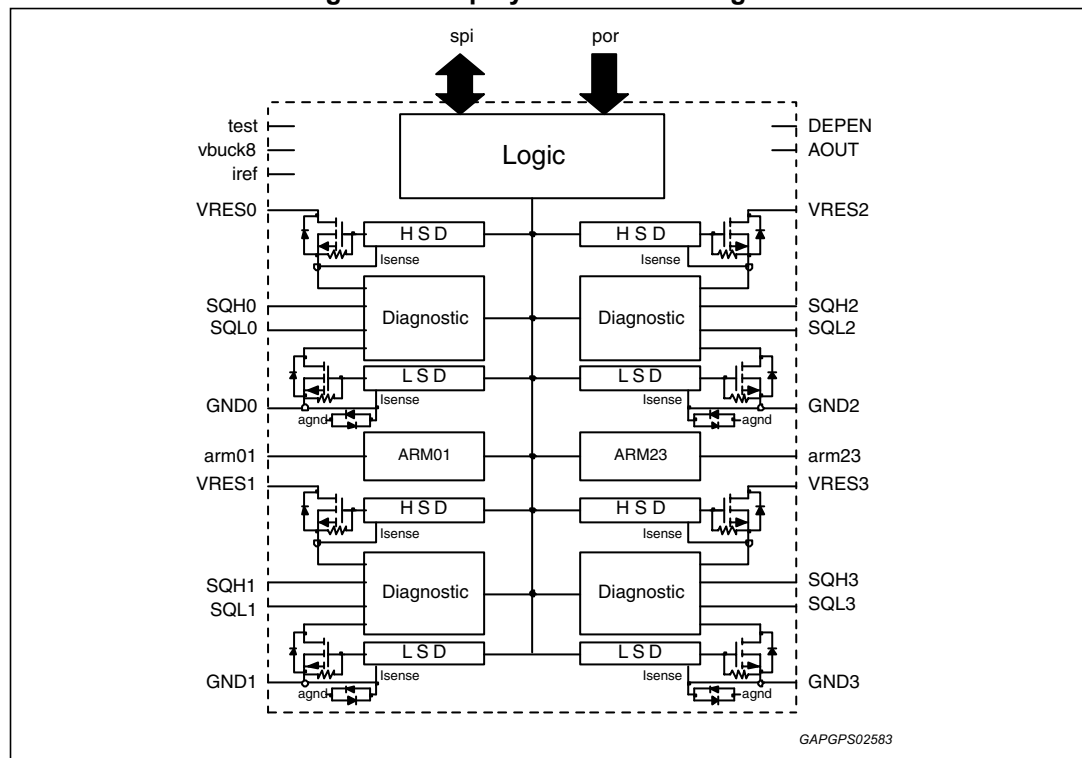 spi por
test
vbuck8
iref
Logic
DEPEN
AOUT
VRES0
HSD
HSD
VRES2
Isense
Isense
SQH0
SQL0
Diagnostic
Diagnostic
SQH2
SQL2
LSD
LSD
GND0
Isense
agnd
Isense
agnd
GND2
arm01
ARM01
ARM23
arm23
VRES1
HSD
HSD
VRES3
Isense
Isense
SQH1
SQL1
Diagnostic
Diagnostic
SQH3
SQL3
LSD
LSD
GND1
Isense
agnd
Isense
agnd
GND3
GAPGPS02583